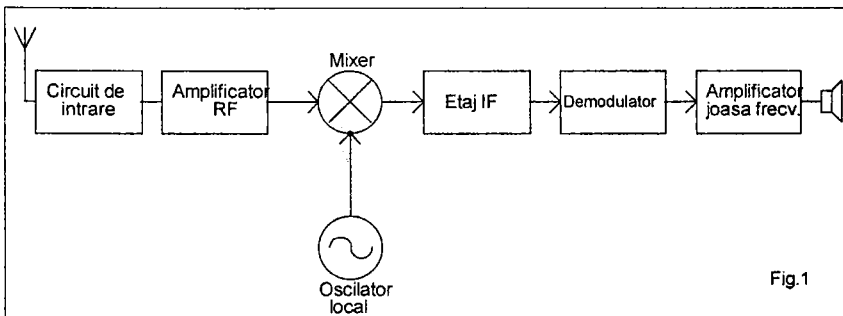 Mixer
Circuit de
intrare
Amplificator
RF
Etaj IF
Demodulator
Amplificator
joasa frecv.
Oscilator
local
Fig.1